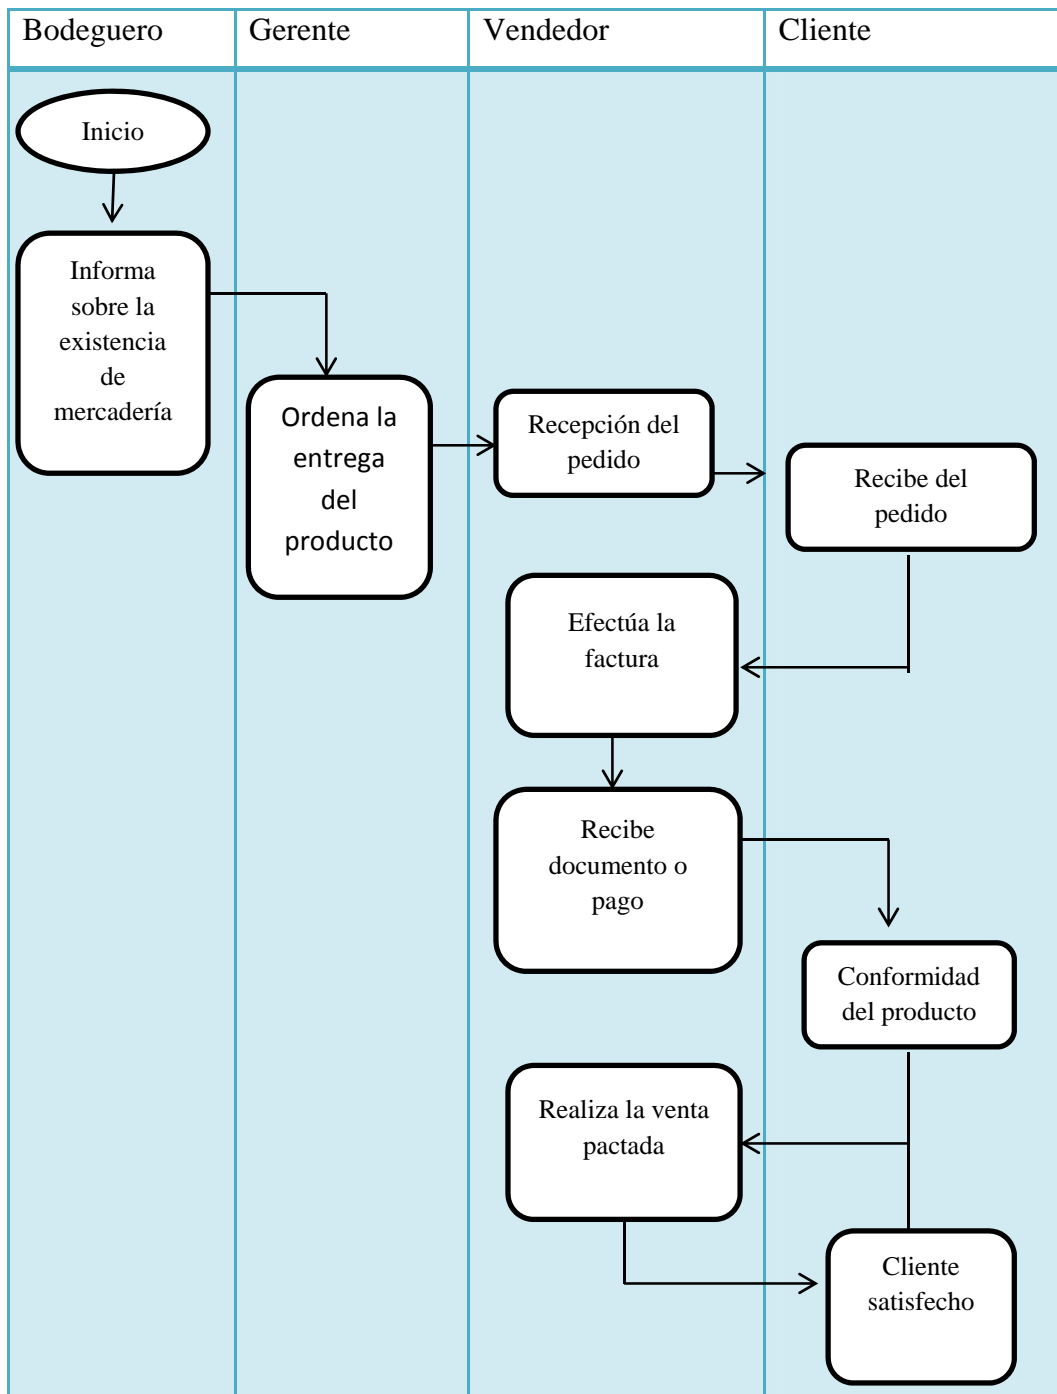 Bodeguero
Gerente
Vendedor
Cliente
Inicio
Informa
sobre la
existencia
de
mercadería
Ordena la
entrega
del
producto
Recepción del
pedido
Recibe del
pedido
Efectúa la
factura
Recibe
documento o
pago
Conformidad
del producto
Realiza la venta
pactada
Cliente
satisfecho